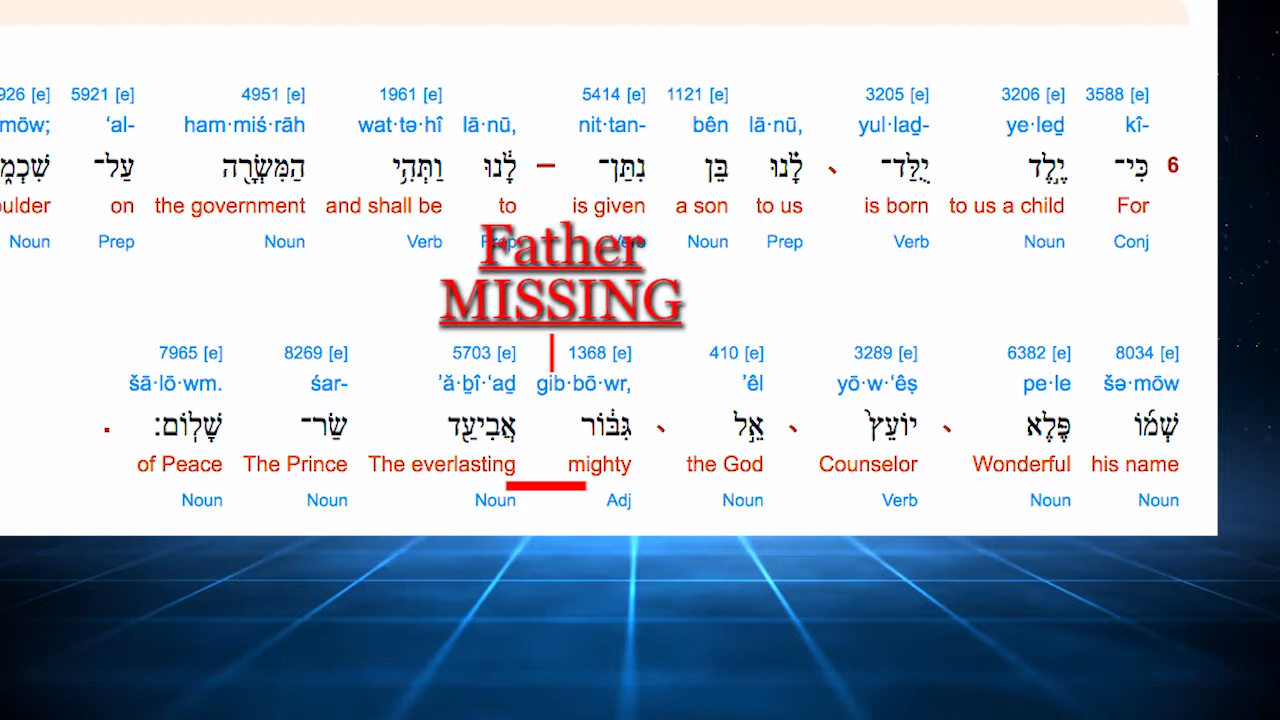 926 [e] 5921 [e] 4951 [e] 1961 [e] 5414 [e] 1121 [e] 3205 [e] 3206 [e] 3588 [e]
mōw; ‘al- ham·miś·rāh wat·tə·hî lā·nū, nit·tan- bên lā·nū, yul·laḏ- ye·leḏ kî-
6 כִּי־ יֶ֣לֶד יֻלַּד־ לָ֗נוּ בֵּן נִתַּן־ לָ֔נוּ וַתְּהִ֥י הַמִּשְׂרָ֖ה עַל־ שִׁכְמ֑
oulder on the government and shall be to is given a son to us is born to us a child For
Noun Prep Noun Verb Prep Verb Noun Prep Verb Noun Conj
Father
MISSING
7965 [e] 8269 [e] 5703 [e] 1368 [e] 410 [e] 3289 [e] 6382 [e] 8034 [e]
šā·lō·wm. śar- ’ă·ḇî·‘aḏ gib·bō·wr, ’êl yō·w·‘êṣ pe·le šə·mōw
שְׁמ֜וֹ פֶּ֠לֶא יוֹעֵץ֙ אֵ֣ל גִּבּ֔וֹר אֲבִיעַ֖ד שַׂר־ שָׁלֽוֹם׃
of Peace The Prince The everlasting mighty the God Counselor Wonderful his name
Noun Noun Noun Adj Noun Verb Noun Noun